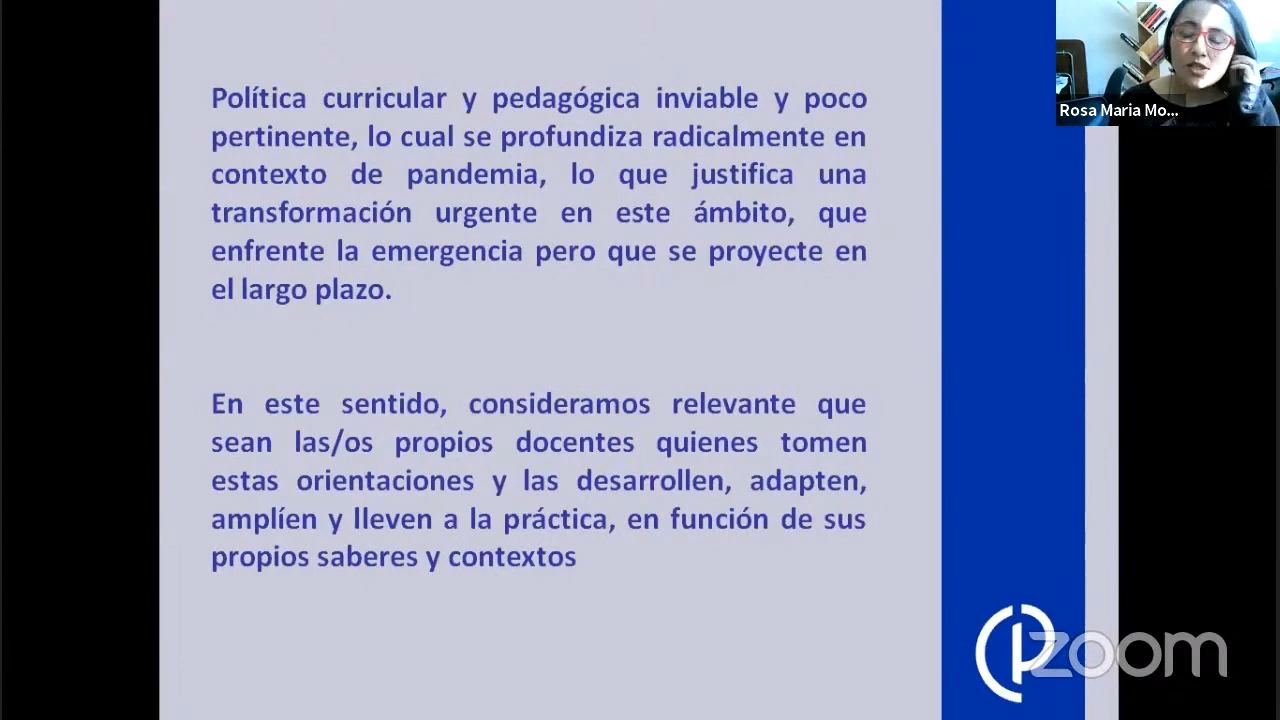 Política curricular y pedagógica inviable y poco
pertinente, lo cual se profundiza radicalmente en
contexto de pandemia, lo que justifica una
transformación urgente en este ámbito, que
enfrente la emergencia pero que se proyecte en
el largo plazo.
En este sentido, consideramos relevante que
sean las/os propios docentes quienes tomen
estas orientaciones y las desarrollen, adapten,
amplíen y lleven a la práctica, en función de sus
propios saberes y contextos
Rosa Maria Mo...
zoom